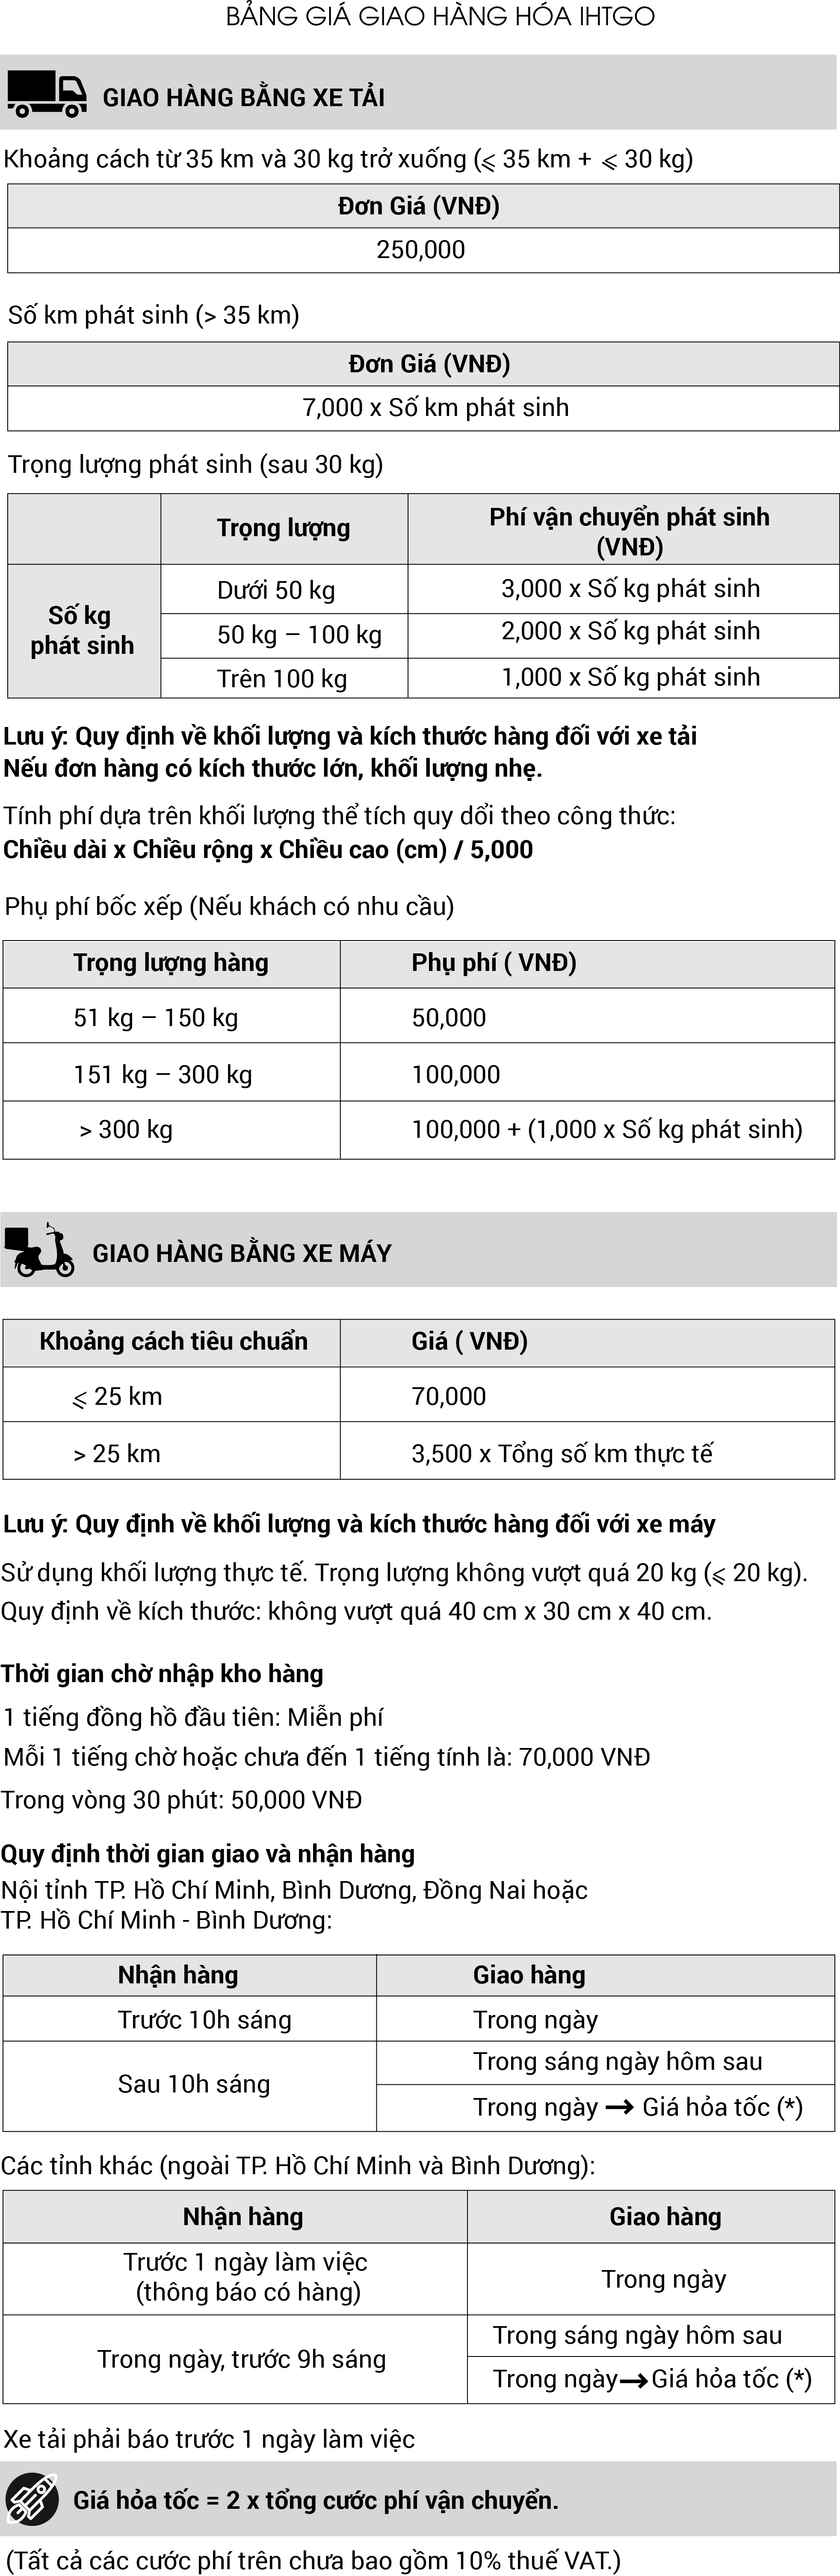 BẢNG GIÁ GIAO HÀNG HÓA IHTGO
GIAO HÀNG BẰNG XE TẢI
Khoảng cách từ 35 km và 30 kg trở xuống (⩽ 35 km + ⩽ 30 kg)
Đơn Giá (VNĐ)
250,000
Số km phát sinh (> 35 km)
Đơn Giá (VNĐ)
7,000 x Số km phát sinh
Trọng lượng phát sinh (sau 30 kg)
Trọng lượng
Phí vận chuyển phát sinh
(VNĐ)
Số kg
phát sinh
Dưới 50 kg
3,000 x Số kg phát sinh
50 kg – 100 kg
2,000 x Số kg phát sinh
Trên 100 kg
1,000 x Số kg phát sinh
Lưu ý: Quy định về khối lượng và kích thước hàng đối với xe tải
Nếu đơn hàng có kích thước lớn, khối lượng nhẹ.
Tính phí dựa trên khối lượng thể tích quy dổi theo công thức:
Chiều dài x Chiều rộng x Chiều cao (cm) / 5,000
Phụ phí bốc xếp (Nếu khách có nhu cầu)
Trọng lượng hàng
Phụ phí ( VNĐ)
51 kg – 150 kg
50,000
151 kg – 300 kg
100,000
> 300 kg
100,000 + (1,000 x Số kg phát sinh)
GIAO HÀNG BẰNG XE MÁY
Khoảng cách tiêu chuẩn
Giá ( VNĐ)
⩽ 25 km
70,000
> 25 km
3,500 x Tổng số km thực tế
Lưu ý: Quy định về khối lượng và kích thước hàng đối với xe máy
Sử dụng khối lượng thực tế. Trọng lượng không vượt quá 20 kg (⩽ 20 kg).
Quy định về kích thước: không vượt quá 40 cm x 30 cm x 40 cm.
Thời gian chờ nhập kho hàng
1 tiếng đồng hồ đầu tiên: Miễn phí
Mỗi 1 tiếng chờ hoặc chưa đến 1 tiếng tính là: 70,000 VNĐ
Trong vòng 30 phút: 50,000 VNĐ
Quy định thời gian giao và nhận hàng
Nội tỉnh TP. Hồ Chí Minh, Bình Dương, Đồng Nai hoặc
TP. Hồ Chí Minh - Bình Dương:
Nhận hàng
Giao hàng
Trước 10h sáng
Trong ngày
Sau 10h sáng
Trong sáng ngày hôm sau
Trong ngày → Giá hỏa tốc (*)
Các tỉnh khác (ngoài TP. Hồ Chí Minh và Bình Dương):
Nhận hàng
Giao hàng
Trước 1 ngày làm việc
(thông báo có hàng)
Trong ngày
Trong ngày, trước 9h sáng
Trong sáng ngày hôm sau
Trong ngày→Giá hỏa tốc (*)
Xe tải phải báo trước 1 ngày làm việc
Giá hỏa tốc = 2 x tổng cước phí vận chuyển.
(Tất cả các cước phí trên chưa bao gồm 10% thuế VAT.)